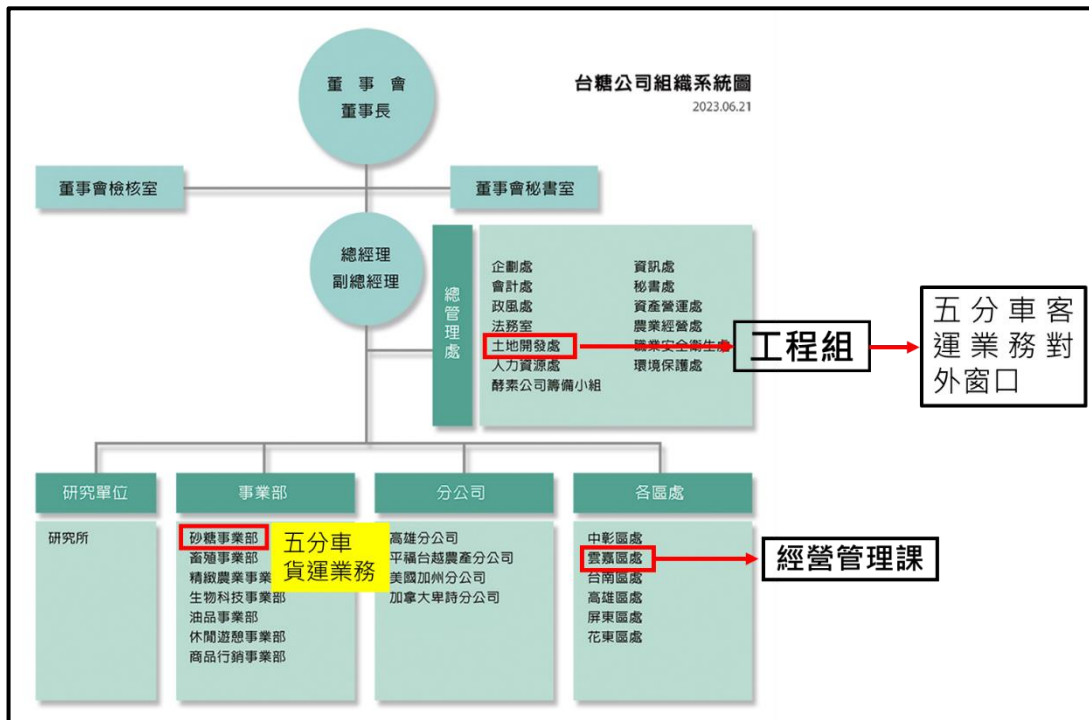 台糖公司組織系統圖
2023.06.21
董事會
董事長
董事會檢核室
董事會秘書室
總經理
副總經理
總管理處
企劃處
會計處
政風處
法務室
土地開發處
人力資源處
酵素公司籌備小組
資訊處
秘書處
資產營運處
農業經營處
職業安全衛生處
環境保護處
工程組
五分車客
運業務對
外窗口
研究單位
研究所
事業部
砂糖事業部
畜殖事業部
精緻農業事業
生物科技事業部
油品事業部
休閒遊憩事業部
商品行銷事業部
五分車
貨運業務
分公司
高雄分公司
平福台越農產分公司
美國加州分公司
加拿大卑詩分公司
各區處
中彰區處
雲嘉區處
台南區處
高雄區處
屏東區處
花東區處
經營管理課